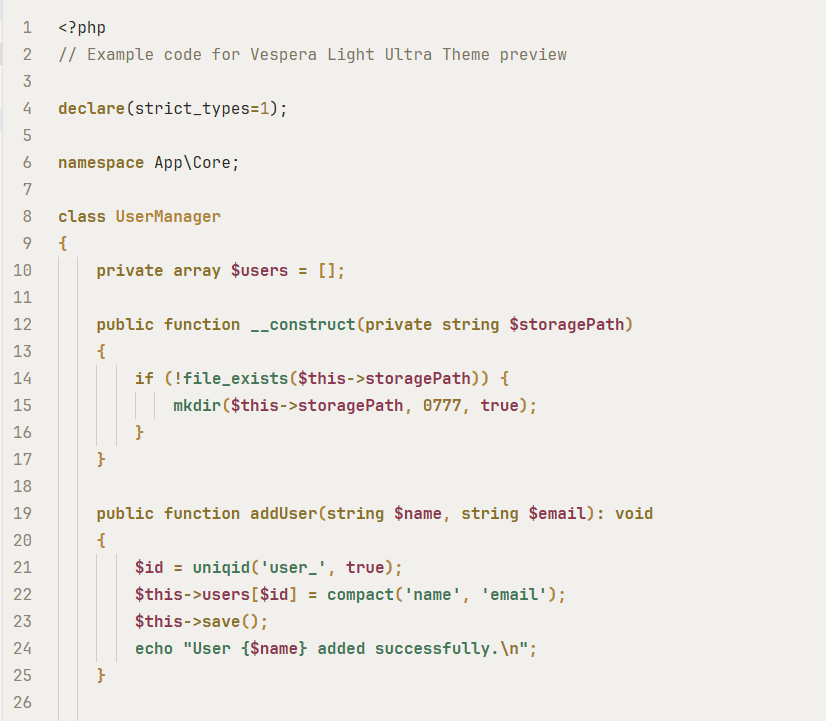 1 <?php
2 // Example code for Vespera Light Ultra Theme preview
3
4 declare(strict_types=1);
5
6 namespace App\Core;
7
8 class UserManager
9 {
10     private array $users = [];
11
12     public function __construct(private string $storagePath)
13     {
14         if (!file_exists($this->storagePath)) {
15             mkdir($this->storagePath, 0777, true);
16         }
17     }
18
19     public function addUser(string $name, string $email): void
20     {
21         $id = uniqid('user_', true);
22         $this->users[$id] = compact('name', 'email');
23         $this->save();
24         echo "User {$name} added successfully.\n";
25     }
26